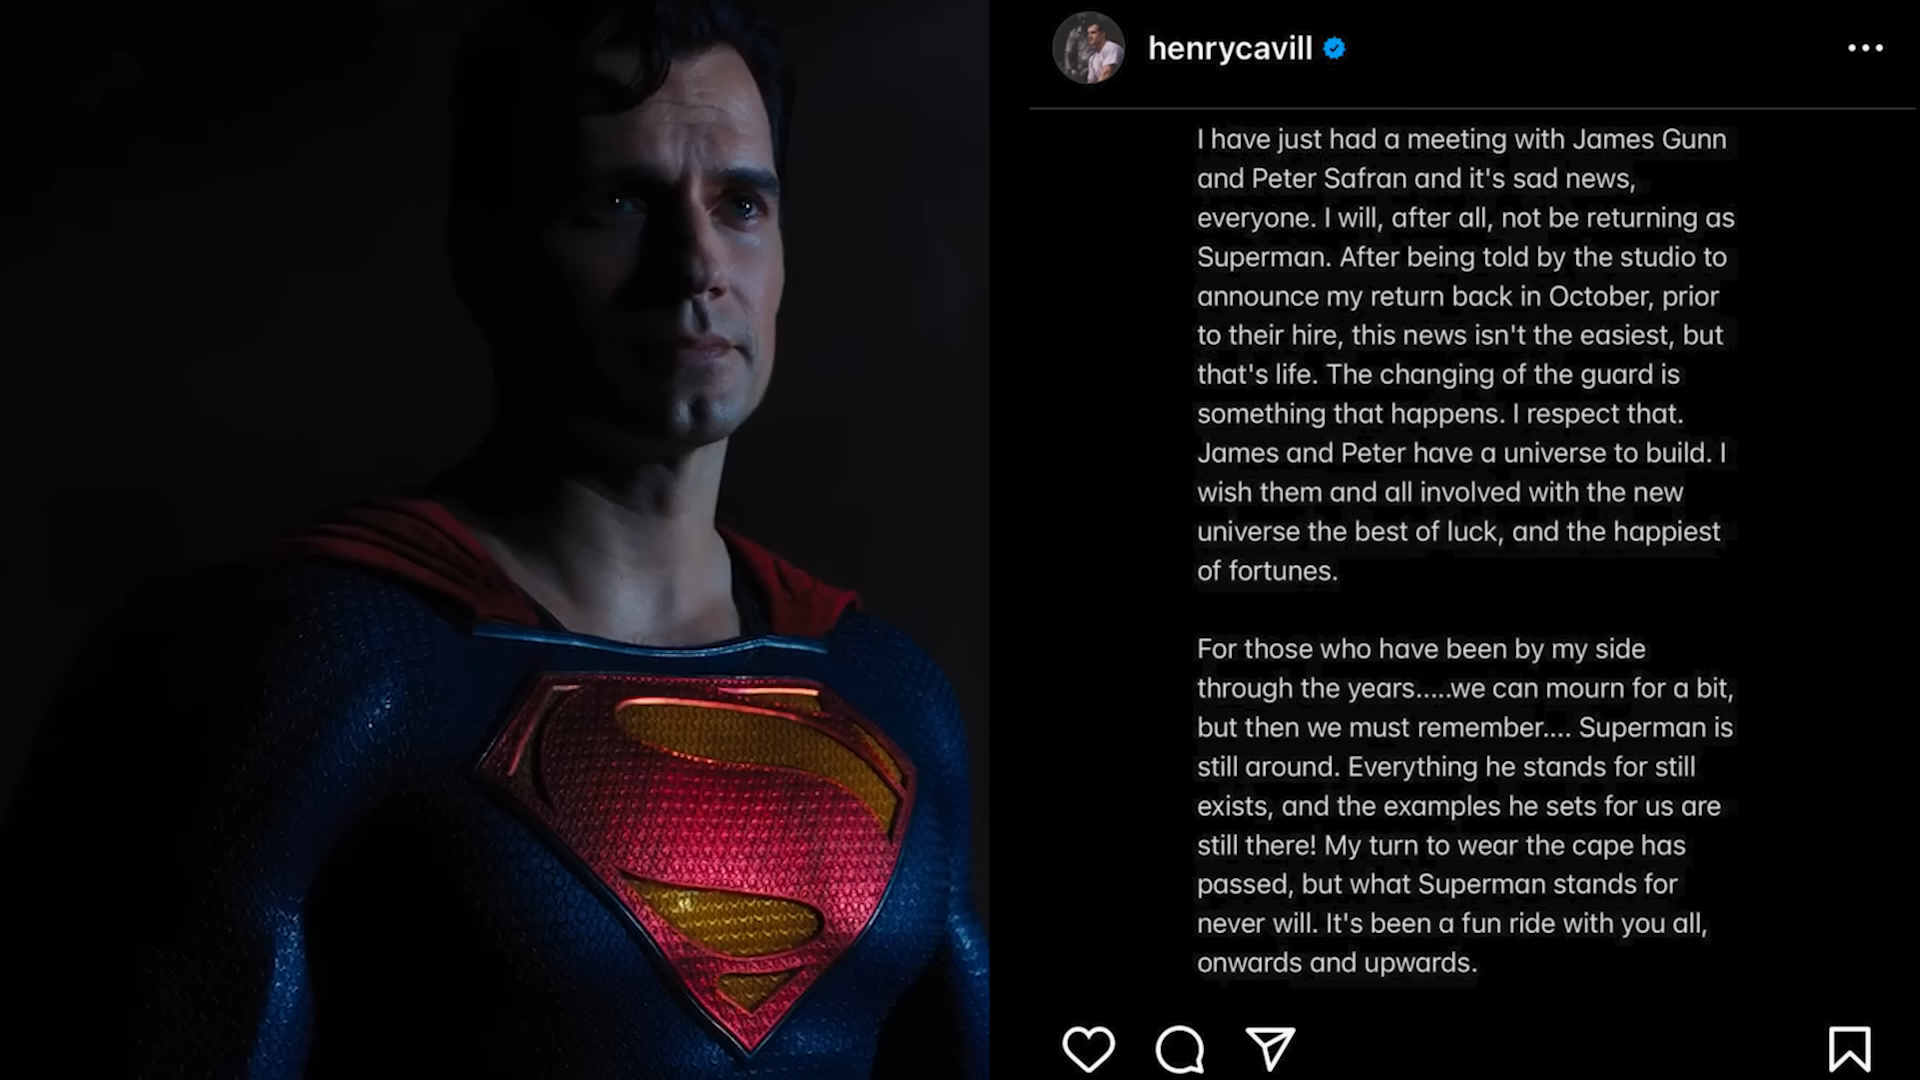 henrycavill
I have just had a meeting with James Gunn
and Peter Safran and it's sad news,
everyone. I will, after all, not be returning as
Superman. After being told by the studio to
announce my return back in October, prior
to their hire, this news isn't the easiest, but
that's life. The changing of the guard is
something that happens. I respect that.
James and Peter have a universe to build. I
wish them and all involved with the new
universe the best of luck, and the happiest
of fortunes.
For those who have been by my side
through the years.....we can mourn for a bit,
but then we must remember.... Superman is
still around. Everything he stands for still
exists, and the examples he sets for us are
still there! My turn to wear the cape has
passed, but what Superman stands for
never will. It's been a fun ride with you all,
onwards and upwards.